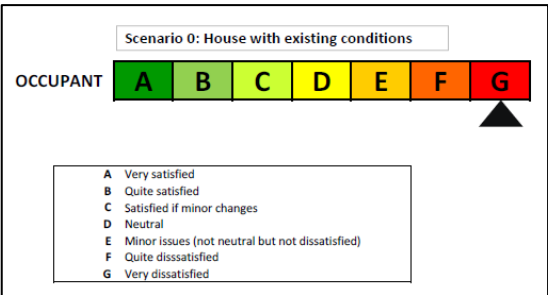 Scenario 0: House with existing conditions
OCCUPANT A B C D E F G
A Very satisfied
B Quite satisfied
C Satisfied if minor changes
D Neutral
E Minor issues (not neutral but not dissatisfied)
F Quite disssatisfied
G Very dissatisfied